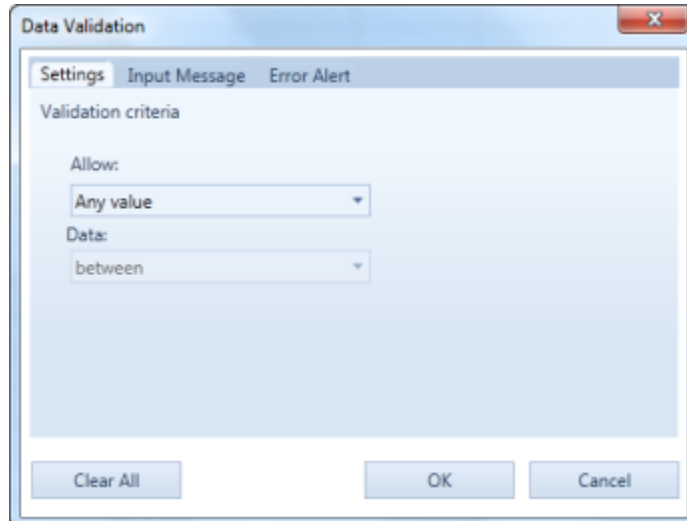 Data Validation
Settings Input Message Error Alert
Validation criteria
Allow:
Any value
Data:
between
Clear All OK Cancel